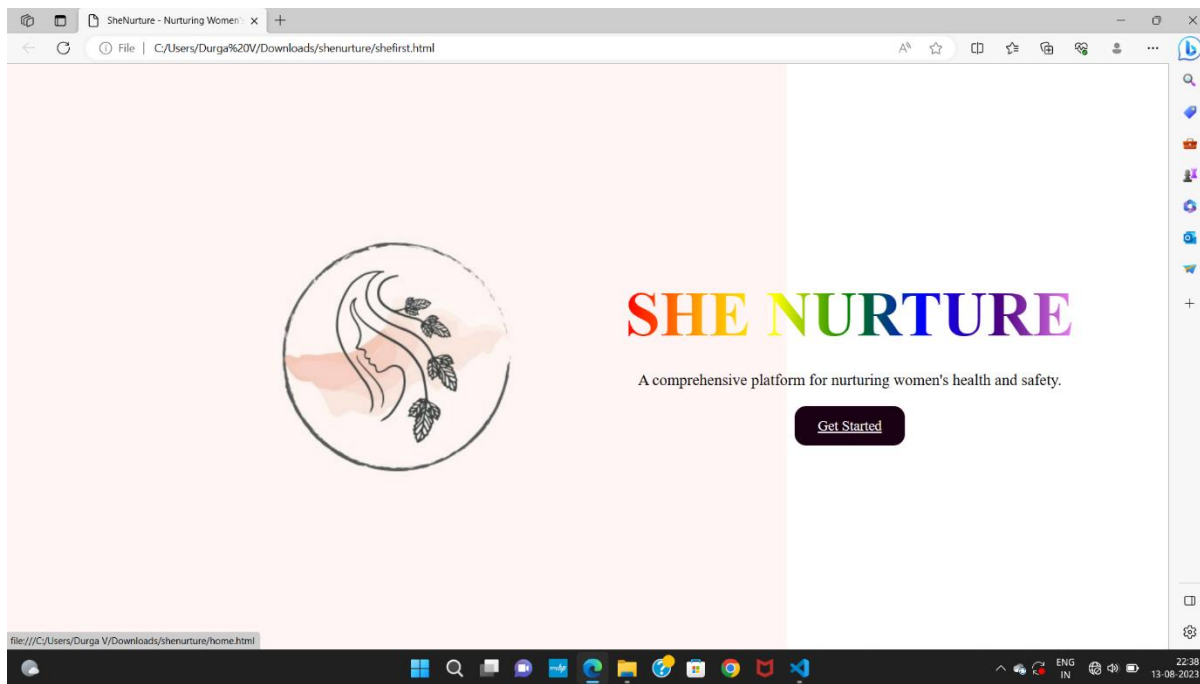 SheNurture - Nurturing Women's
File | C:/Users/Durga%20V/Downloads/shenurture/shefirst.html
SHE NURTURE
A comprehensive platform for nurturing women's health and safety.
Get Started
file:///C:/Users/Durga V/Downloads/shenurture/home.html
ENG
IN
22:38
13-08-2023